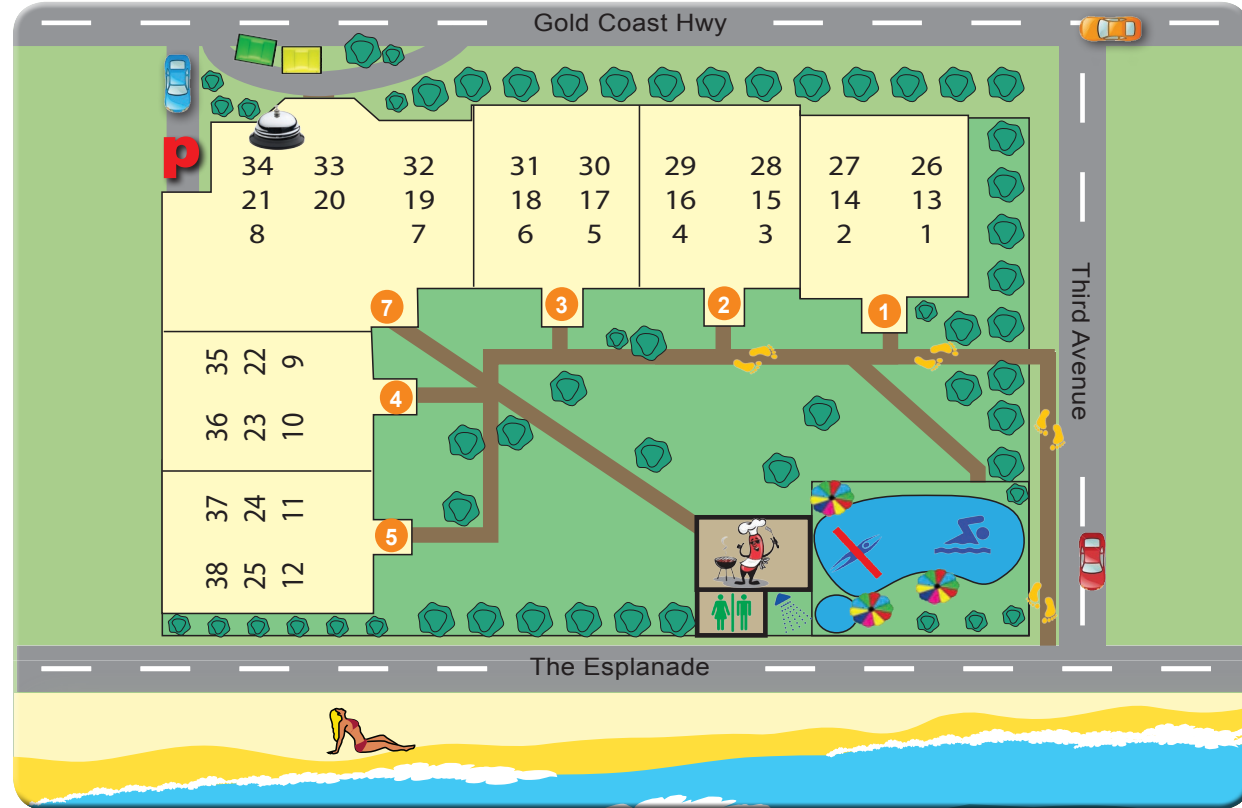 Gold Coast Hwy
p
34 33 32 31 30 29 28 27 26
21 20 19 18 17 16 15 14 13
8 7 6 5 4 3 2 1
7 3 2 1
35 22 9
4
36 23 10
37 24 11
5
38 25 12
Third Avenue
The Esplanade